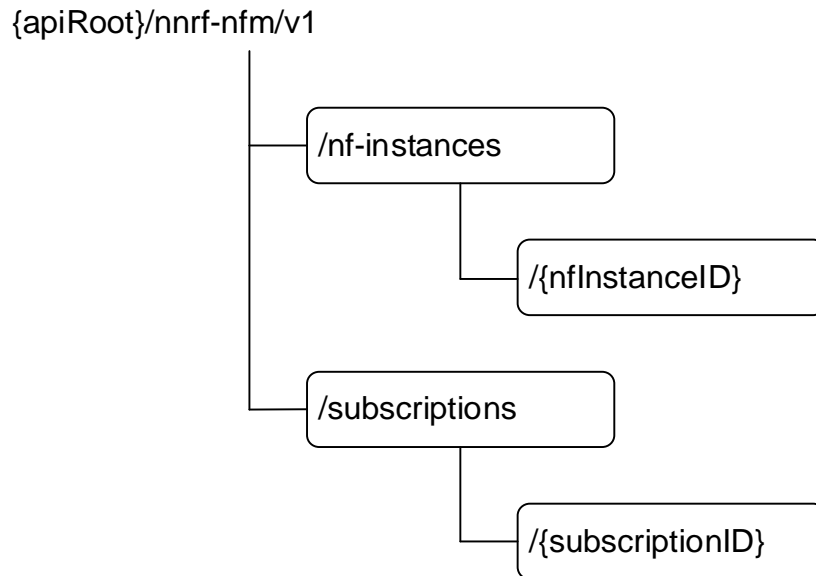 {apiRoot}/nnrf-nfm/v1
/nf-instances
/{nfInstanceID}
/subscriptions
/{subscriptionID}